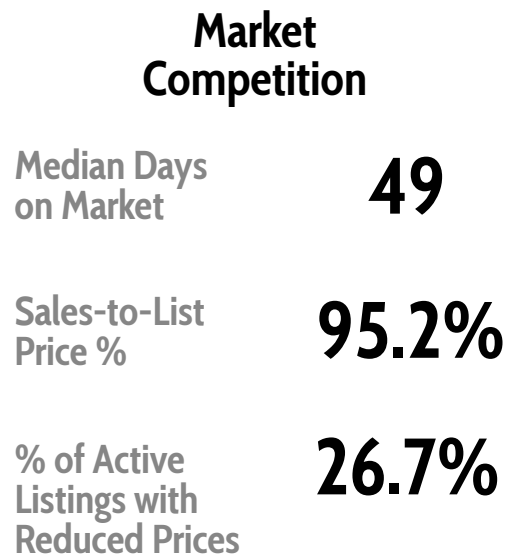 Market
Competition
Median Days
on Market
49
Sales-to-List
Price %
95.2%
% of Active
Listings with
Reduced Prices
26.7%